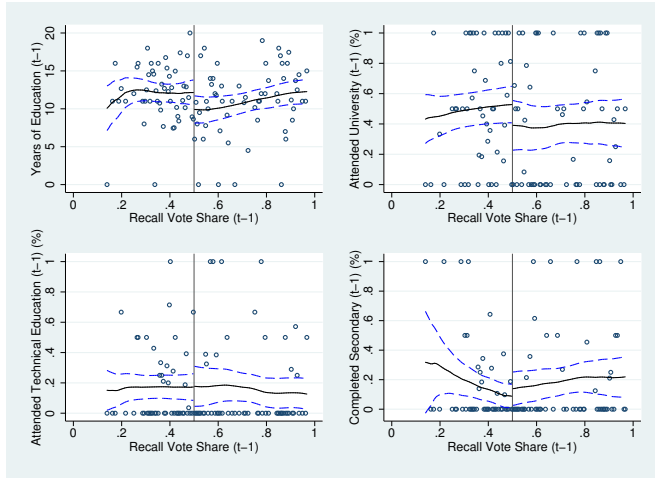 Years of Education (t−1)
20
15
10
5
0
0 .2 .4 .6 .8 1
Recall Vote Share (t−1)
Attended University (t−1) (%)
1
.8
.6
.4
.2
0
0 .2 .4 .6 .8 1
Recall Vote Share (t−1)
Attended Technical Education (t−1) (%)
1
.8
.6
.4
.2
0
0 .2 .4 .6 .8 1
Recall Vote Share (t−1)
Completed Secondary (t−1) (%)
1
.8
.6
.4
.2
0
0 .2 .4 .6 .8 1
Recall Vote Share (t−1)